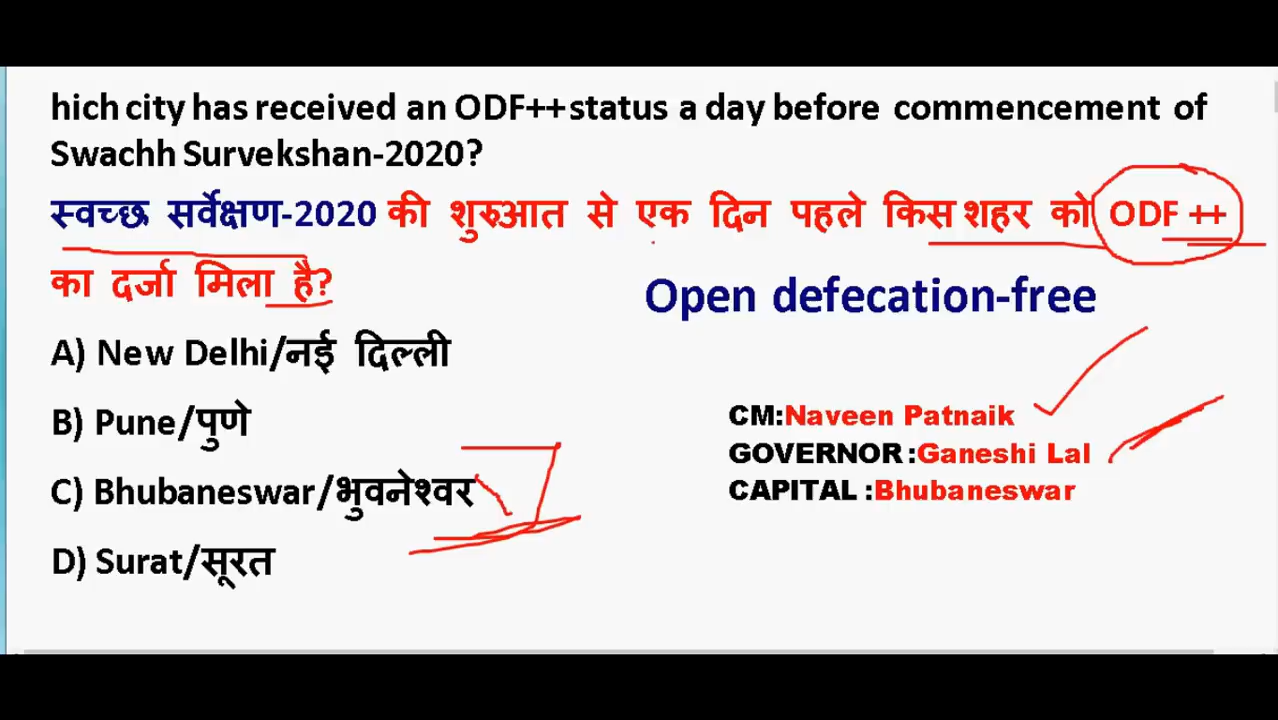 hich city has received an ODF++ status a day before commencement of
Swachh Survekshan-2020?
स्वच्छ सर्वेक्षण-2020 की शुरुआत से एक दिन पहले किस शहर को ODF ++
का दर्जा मिला है?
Open defecation-free
A) New Delhi/नई दिल्ली
B) Pune/पुणे
C) Bhubaneswar/भुवनेश्वर
D) Surat/सूरत
CM:Naveen Patnaik
GOVERNOR :Ganeshi Lal
CAPITAL :Bhubaneswar